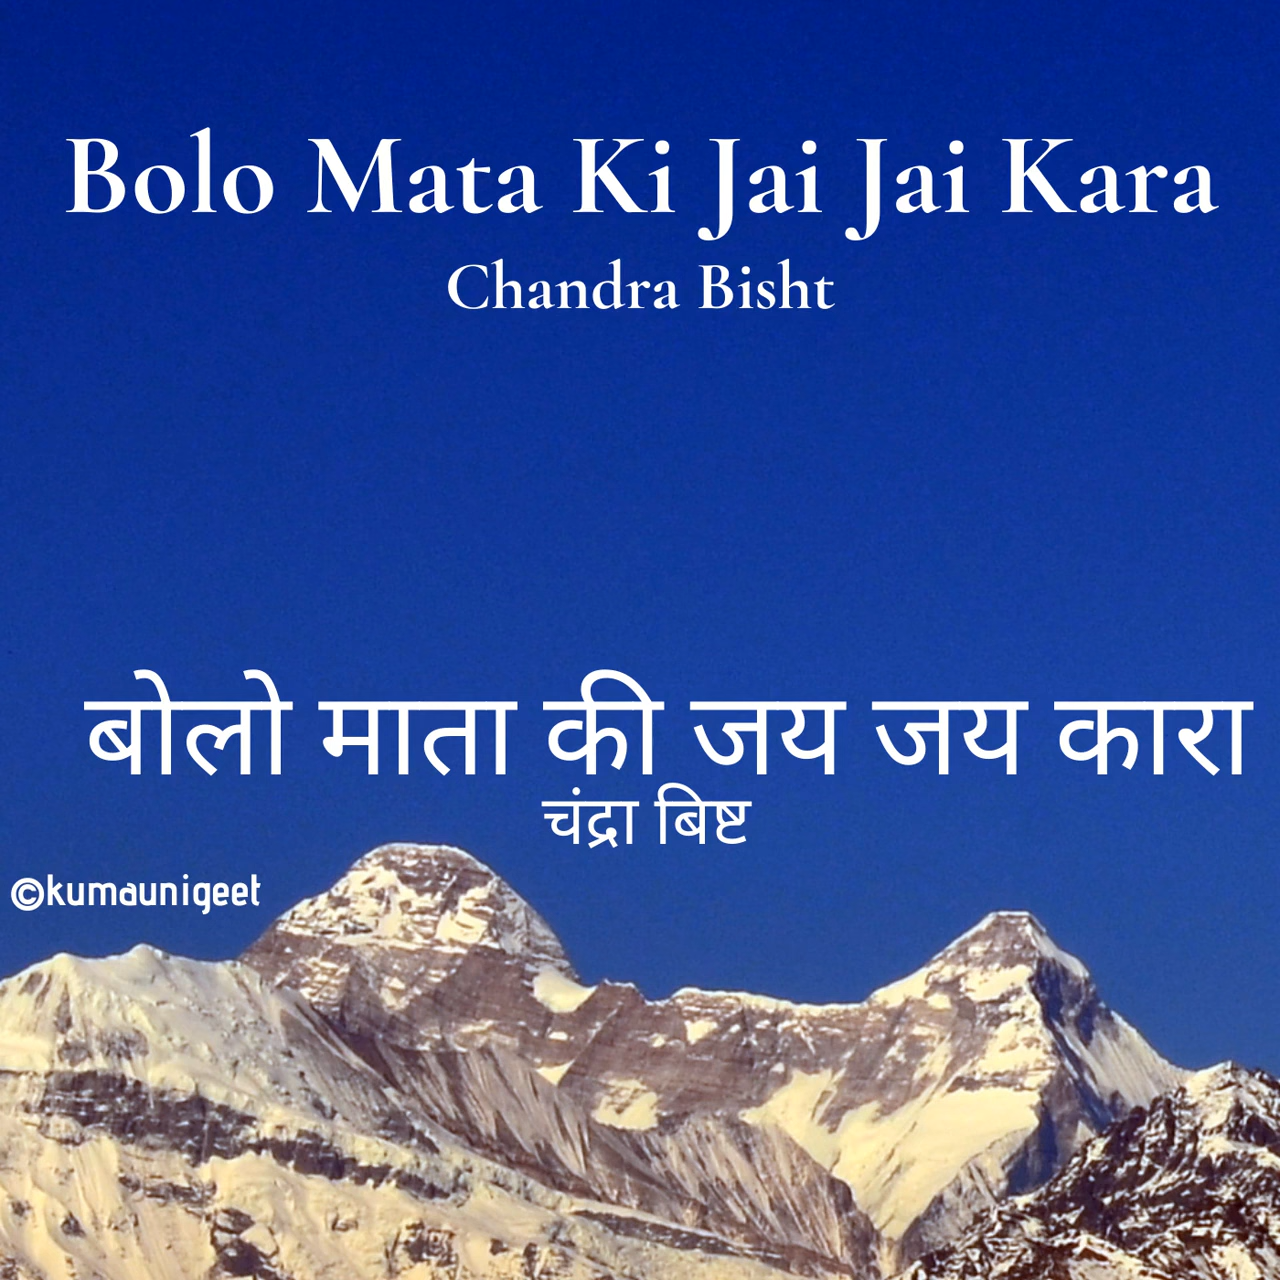 Bolo Mata Ki Jai Jai Kara
Chandra Bisht
बोलो माता की जय जय कारा
चंद्रा बिष्ट
©kumaunigeet